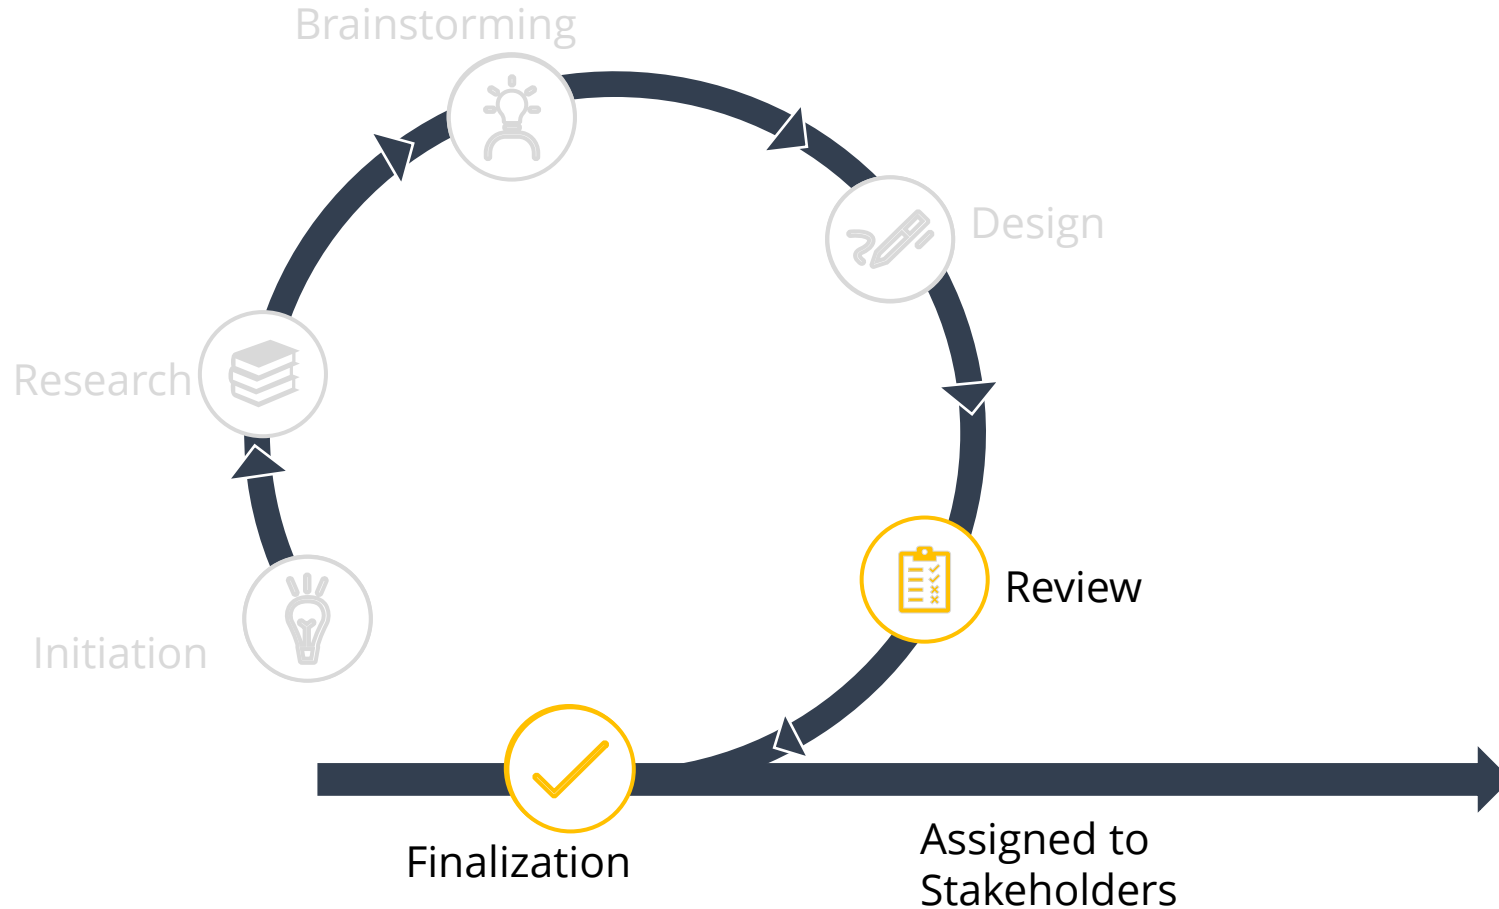 Brainstorming
Design
Research
Review
Initiation
Finalization
Assigned to
Stakeholders